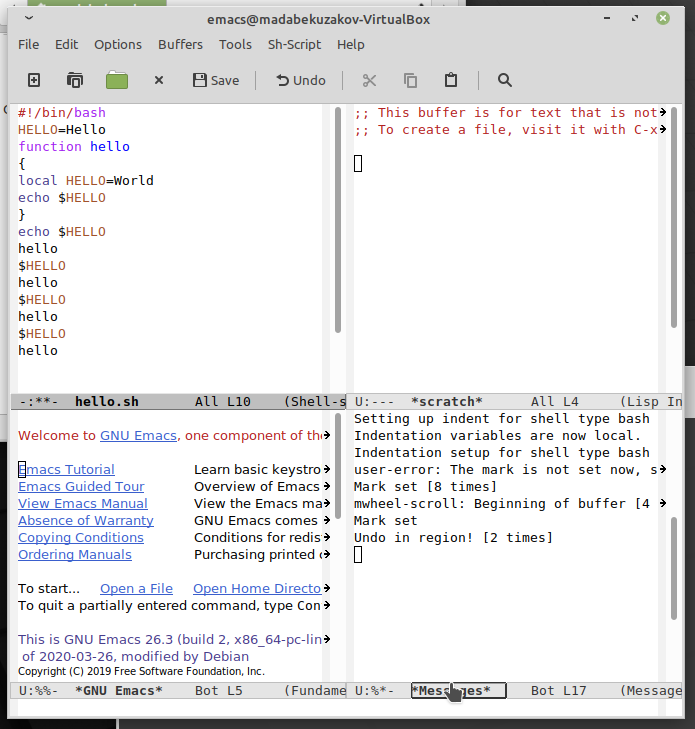 emacs@madabekuzakov-VirtualBox
File Edit Options Buffers Tools Sh-Script Help
Save Undo
#!/bin/bash
HELLO=Hello
function hello
{
local HELLO=World
echo $HELLO
}
echo $HELLO
hello
$HELLO
hello
$HELLO
hello
$HELLO
hello
-:**- hello.sh All L10 (Shell-s
;; This buffer is for text that is not
;; To create a file, visit it with C-x
U:--- *scratch* All L4 (Lisp In
Welcome to GNU Emacs, one component of the
Emacs Tutorial Learn basic keystro
Emacs Guided Tour Overview of Emacs
View Emacs Manual View the Emacs ma
Absence of Warranty GNU Emacs comes
Copying Conditions Conditions for redis
Ordering Manuals Purchasing printed c
To start... Open a File Open Home Directo
To quit a partially entered command, type Con
This is GNU Emacs 26.3 (build 2, x86_64-pc-lin
of 2020-03-26, modified by Debian
Copyright (C) 2019 Free Software Foundation, Inc.
U:%%- *GNU Emacs* Bot L5 (Fundame
Setting up indent for shell type bash
Indentation variables are now local.
Indentation setup for shell type bash
user-error: The mark is not set now, s
Mark set [8 times]
mwheel-scroll: Beginning of buffer [4
Mark set
Undo in region! [2 times]
U:%*- *Messages* Bot L17 (Message